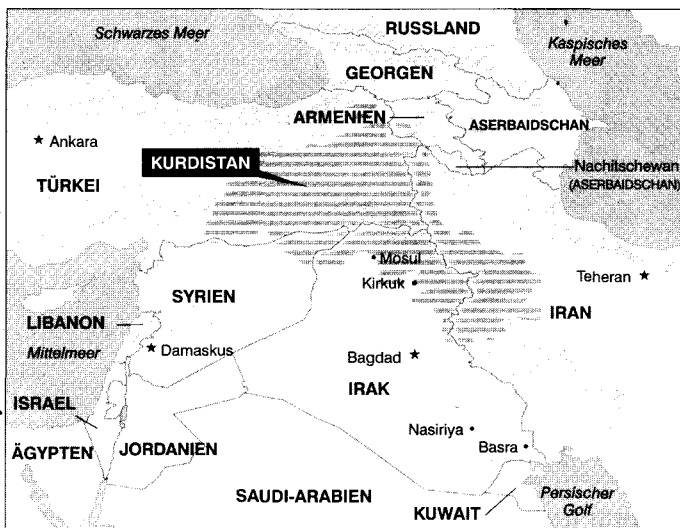 Schwarzes Meer
RUSSLAND
Kaspisches
Meer
GEORGEN
ARMENIEN
ASERBAIDSCHAN
★ Ankara
KURDISTAN
Nachitschewan
(ASERBAIDSCHAN)
TÜRKEI
Mosul
Teheran ★
SYRIEN
Kirkuk
LIBANON
IRAN
Mittelmeer
★ Damaskus
Bagdad ★
ISRAEL
IRAK
ÄGYPTEN
JORDANIEN
Nasiriya
Basra
SAUDI-ARABIEN
KUWAIT
Persischer
Golf